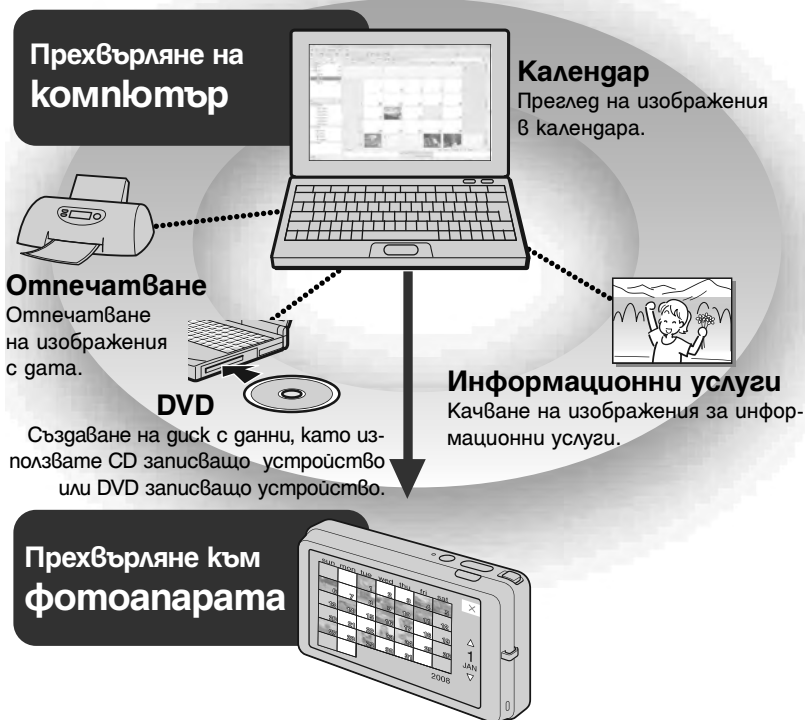 Прехвърляне на
компютър
Календар
Преглед на изображения
в календара.
Отпечатване
Отпечатване
на изображения
с дата.
DVD
Създаване на диск с данни, като из-
ползвате CD записващо устройство
или DVD записващо устройство.
Информационни услуги
Качване на изображения за инфор-
мационни услуги.
Прехвърляне към
фотоапарата
sun mon tue wed thu fri sat
1
JAN
2008